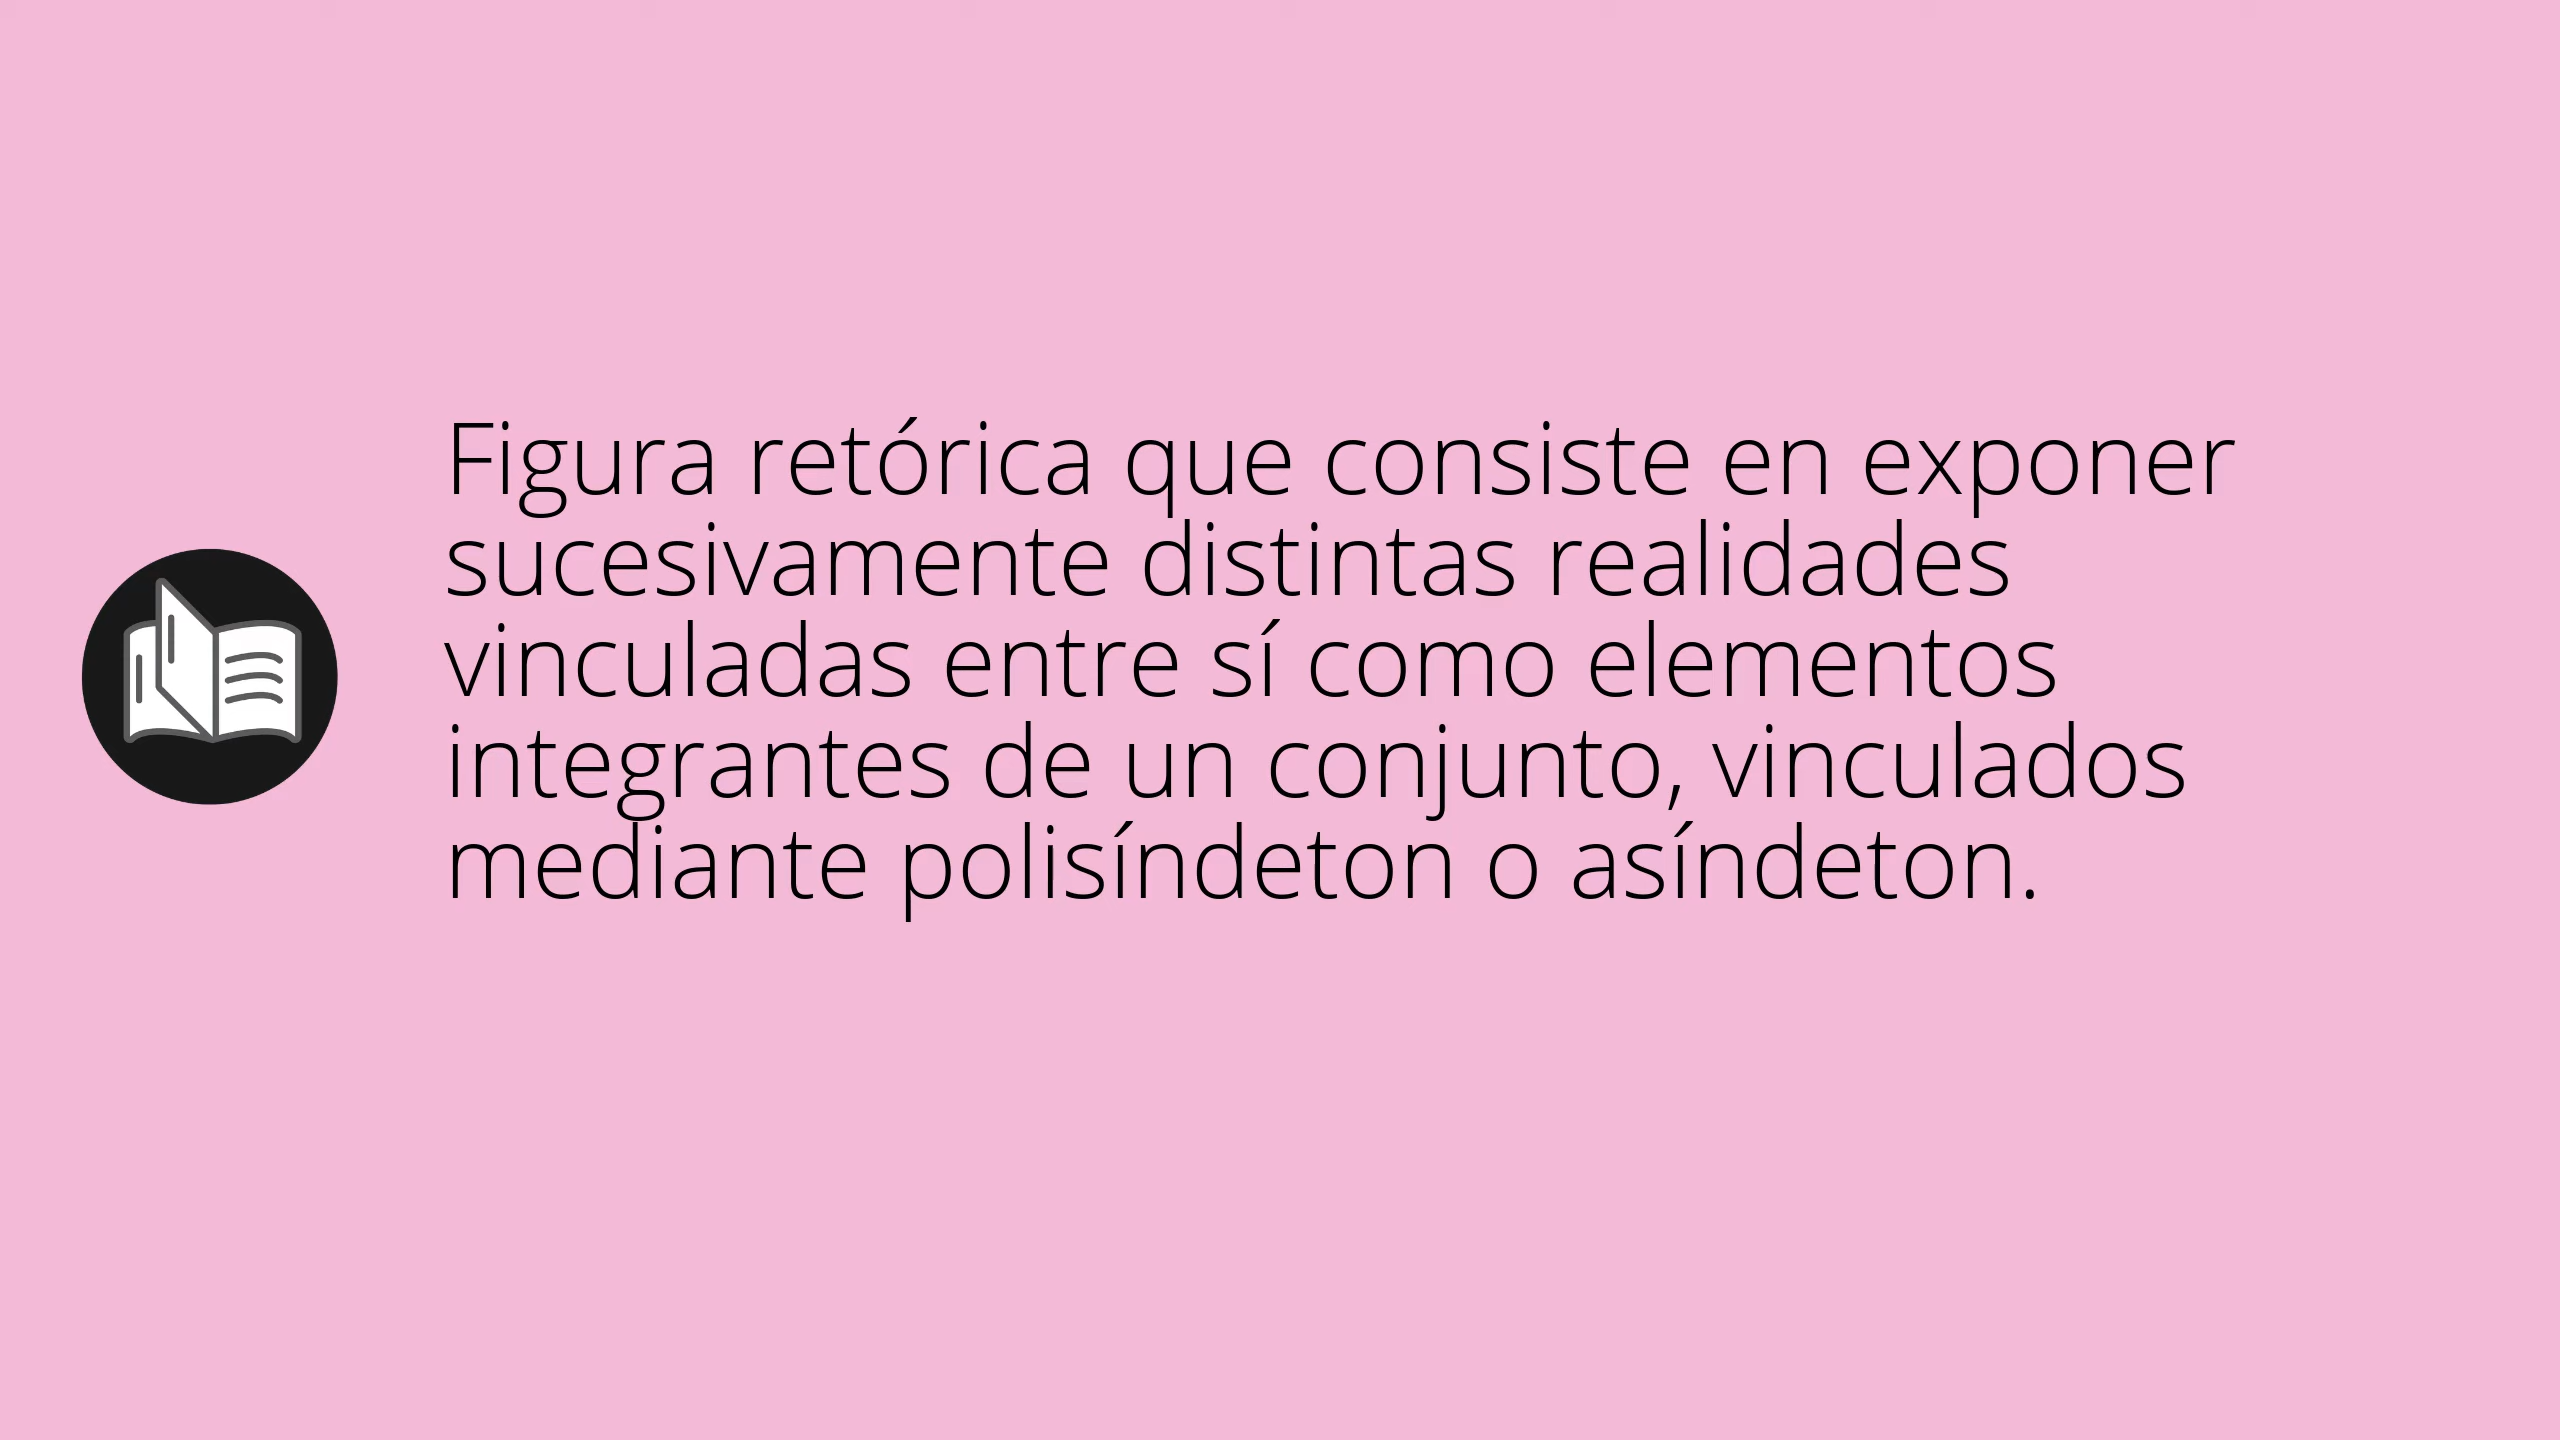 Figura retórica que consiste en exponer
sucesivamente distintas realidades
vinculadas entre sí como elementos
integrantes de un conjunto, vinculados
mediante polisíndeton o asíndeton.